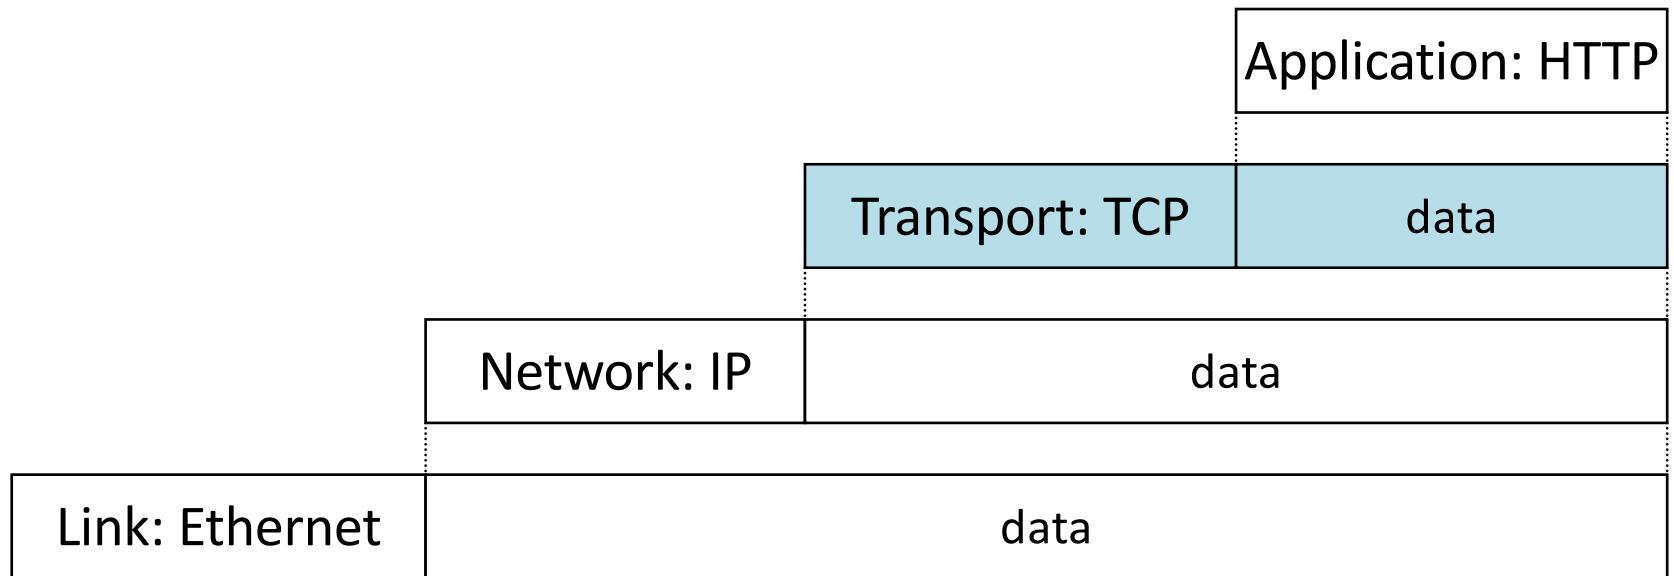 Application: HTTP
Transport: TCP data
Network: IP data
Link: Ethernet data